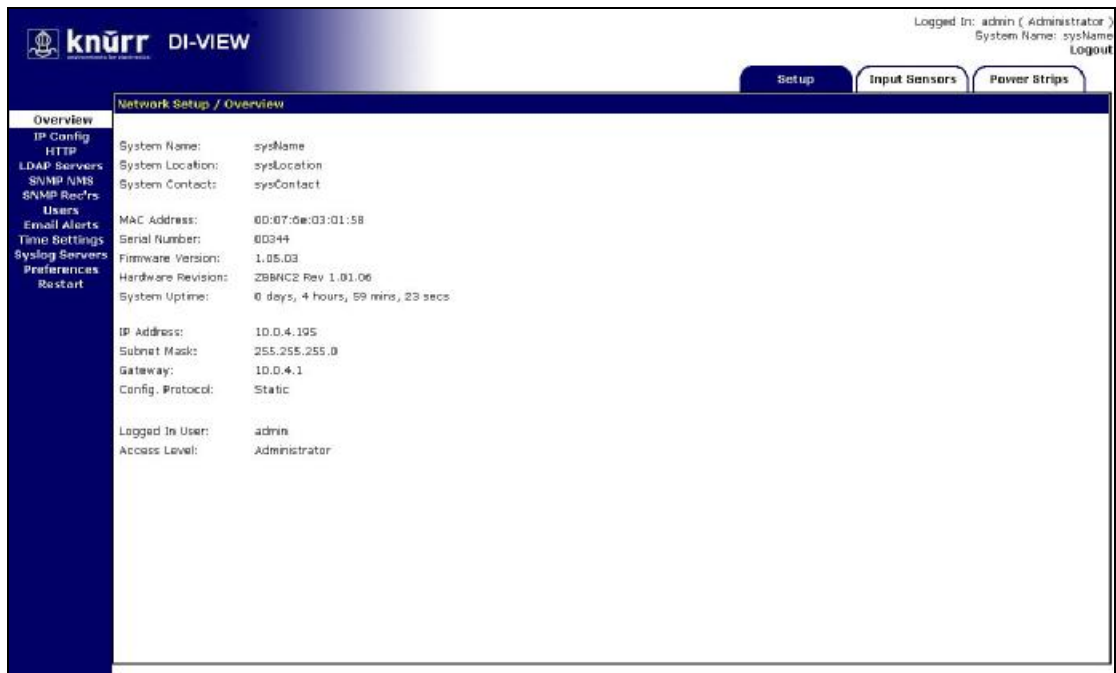 knürr DI-VIEW
Logged In: admin ( Administrator )
System Name: sysName
Logout
Setup
Input Sensors
Power Strips
Network Setup / Overview
Overview
IP Config
HTTP
LDAP Servers
SNMP NMS
SNMP Rec'rs
Users
Email Alerts
Time Settings
Syslog Servers
Preferences
Restart
System Name: sysName
System Location: sysLocation
System Contact: sysContact
MAC Address: 00:07:6e:03:01:58
Serial Number: 00344
Firmware Version: 1.05.03
Hardware Revision: ZBBNC2 Rev 1.01.06
System Uptime: 0 days, 4 hours, 59 mins, 23 secs
IP Address: 10.0.4.195
Subnet Mask: 255.255.255.0
Gateway: 10.0.4.1
Config. Protocol: Static
Logged In User: admin
Access Level: Administrator